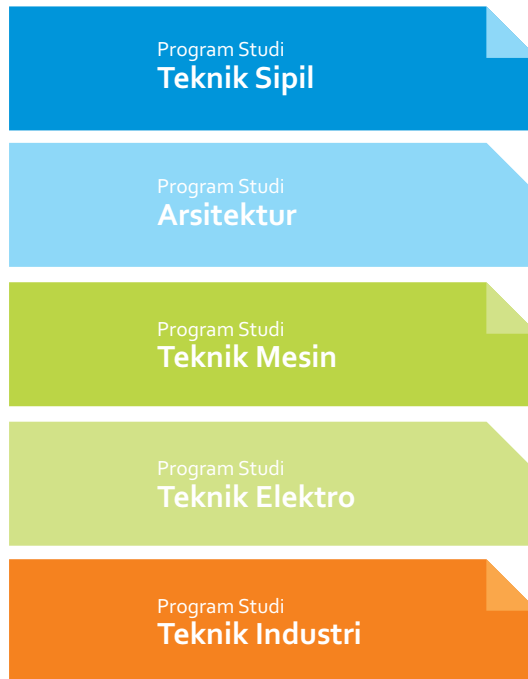 Program Studi
Teknik Sipil
Program Studi
Arsitektur
Program Studi
Teknik Mesin
Program Studi
Teknik Elektro
Program Studi
Teknik Industri